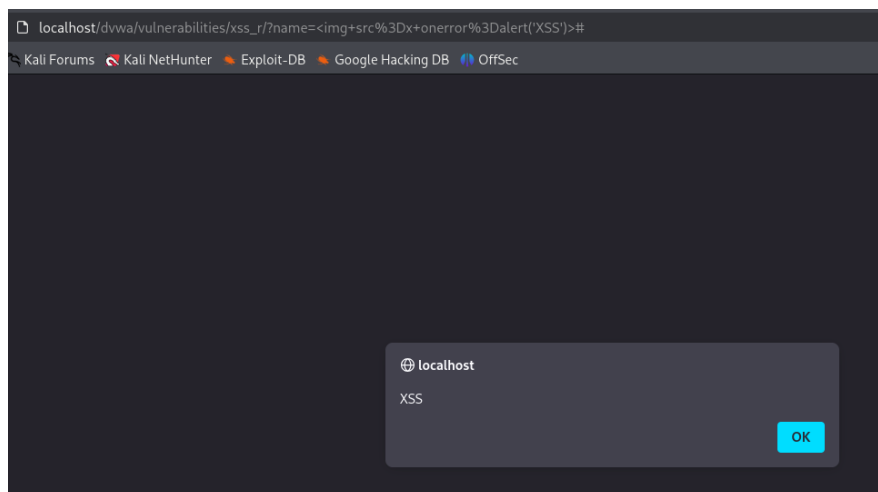 localhost/dvwa/vulnerabilities/xss_r/?name=<img+src%3Dx+onerror%3Dalert('XSS')>#
Kali Forums Kali NetHunter Exploit-DB Google Hacking DB OffSec
localhost
XSS
OK